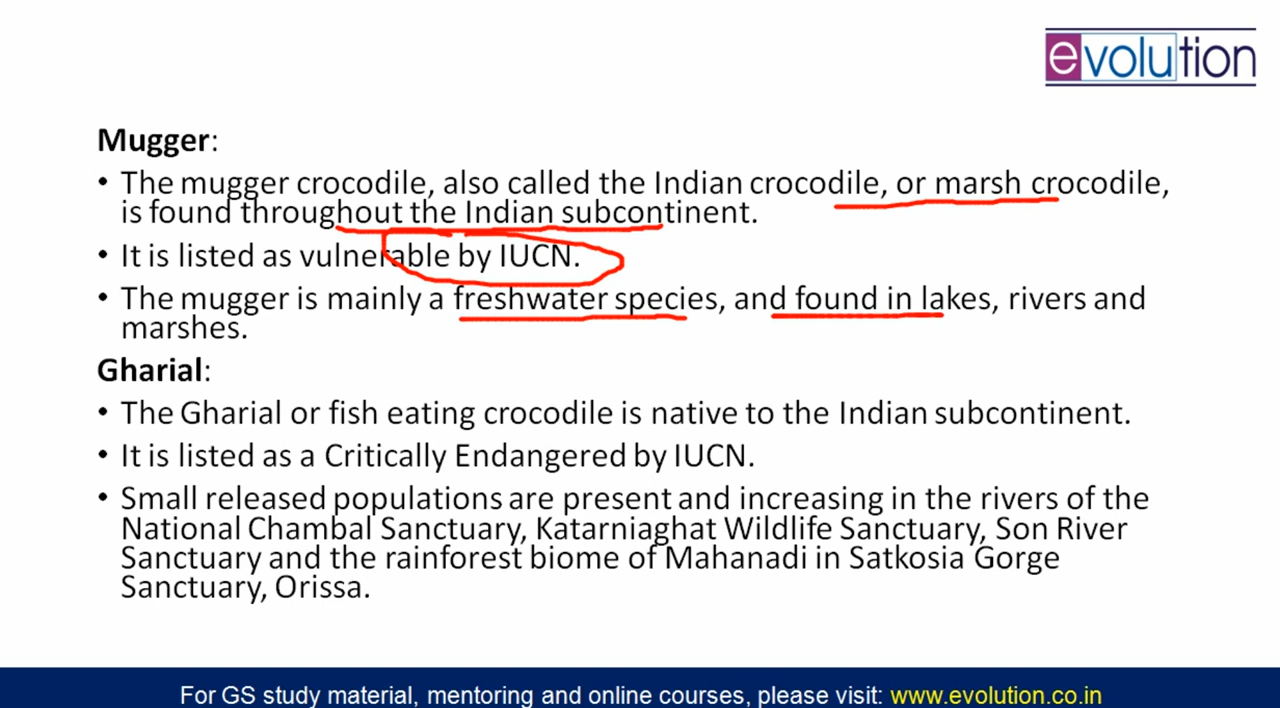 evolution
Mugger:
• The mugger crocodile, also called the Indian crocodile, or marsh crocodile,
is found throughout the Indian subcontinent.
• It is listed as vulnerable by IUCN.
• The mugger is mainly a freshwater species, and found in lakes, rivers and
marshes.
Gharial:
• The Gharial or fish eating crocodile is native to the Indian subcontinent.
• It is listed as a Critically Endangered by IUCN.
• Small released populations are present and increasing in the rivers of the
National Chambal Sanctuary, Katarniaghat Wildlife Sanctuary, Son River
Sanctuary and the rainforest biome of Mahanadi in Satkosia Gorge
Sanctuary, Orissa.
For GS study material, mentoring and online courses, please visit: www.evolution.co.in